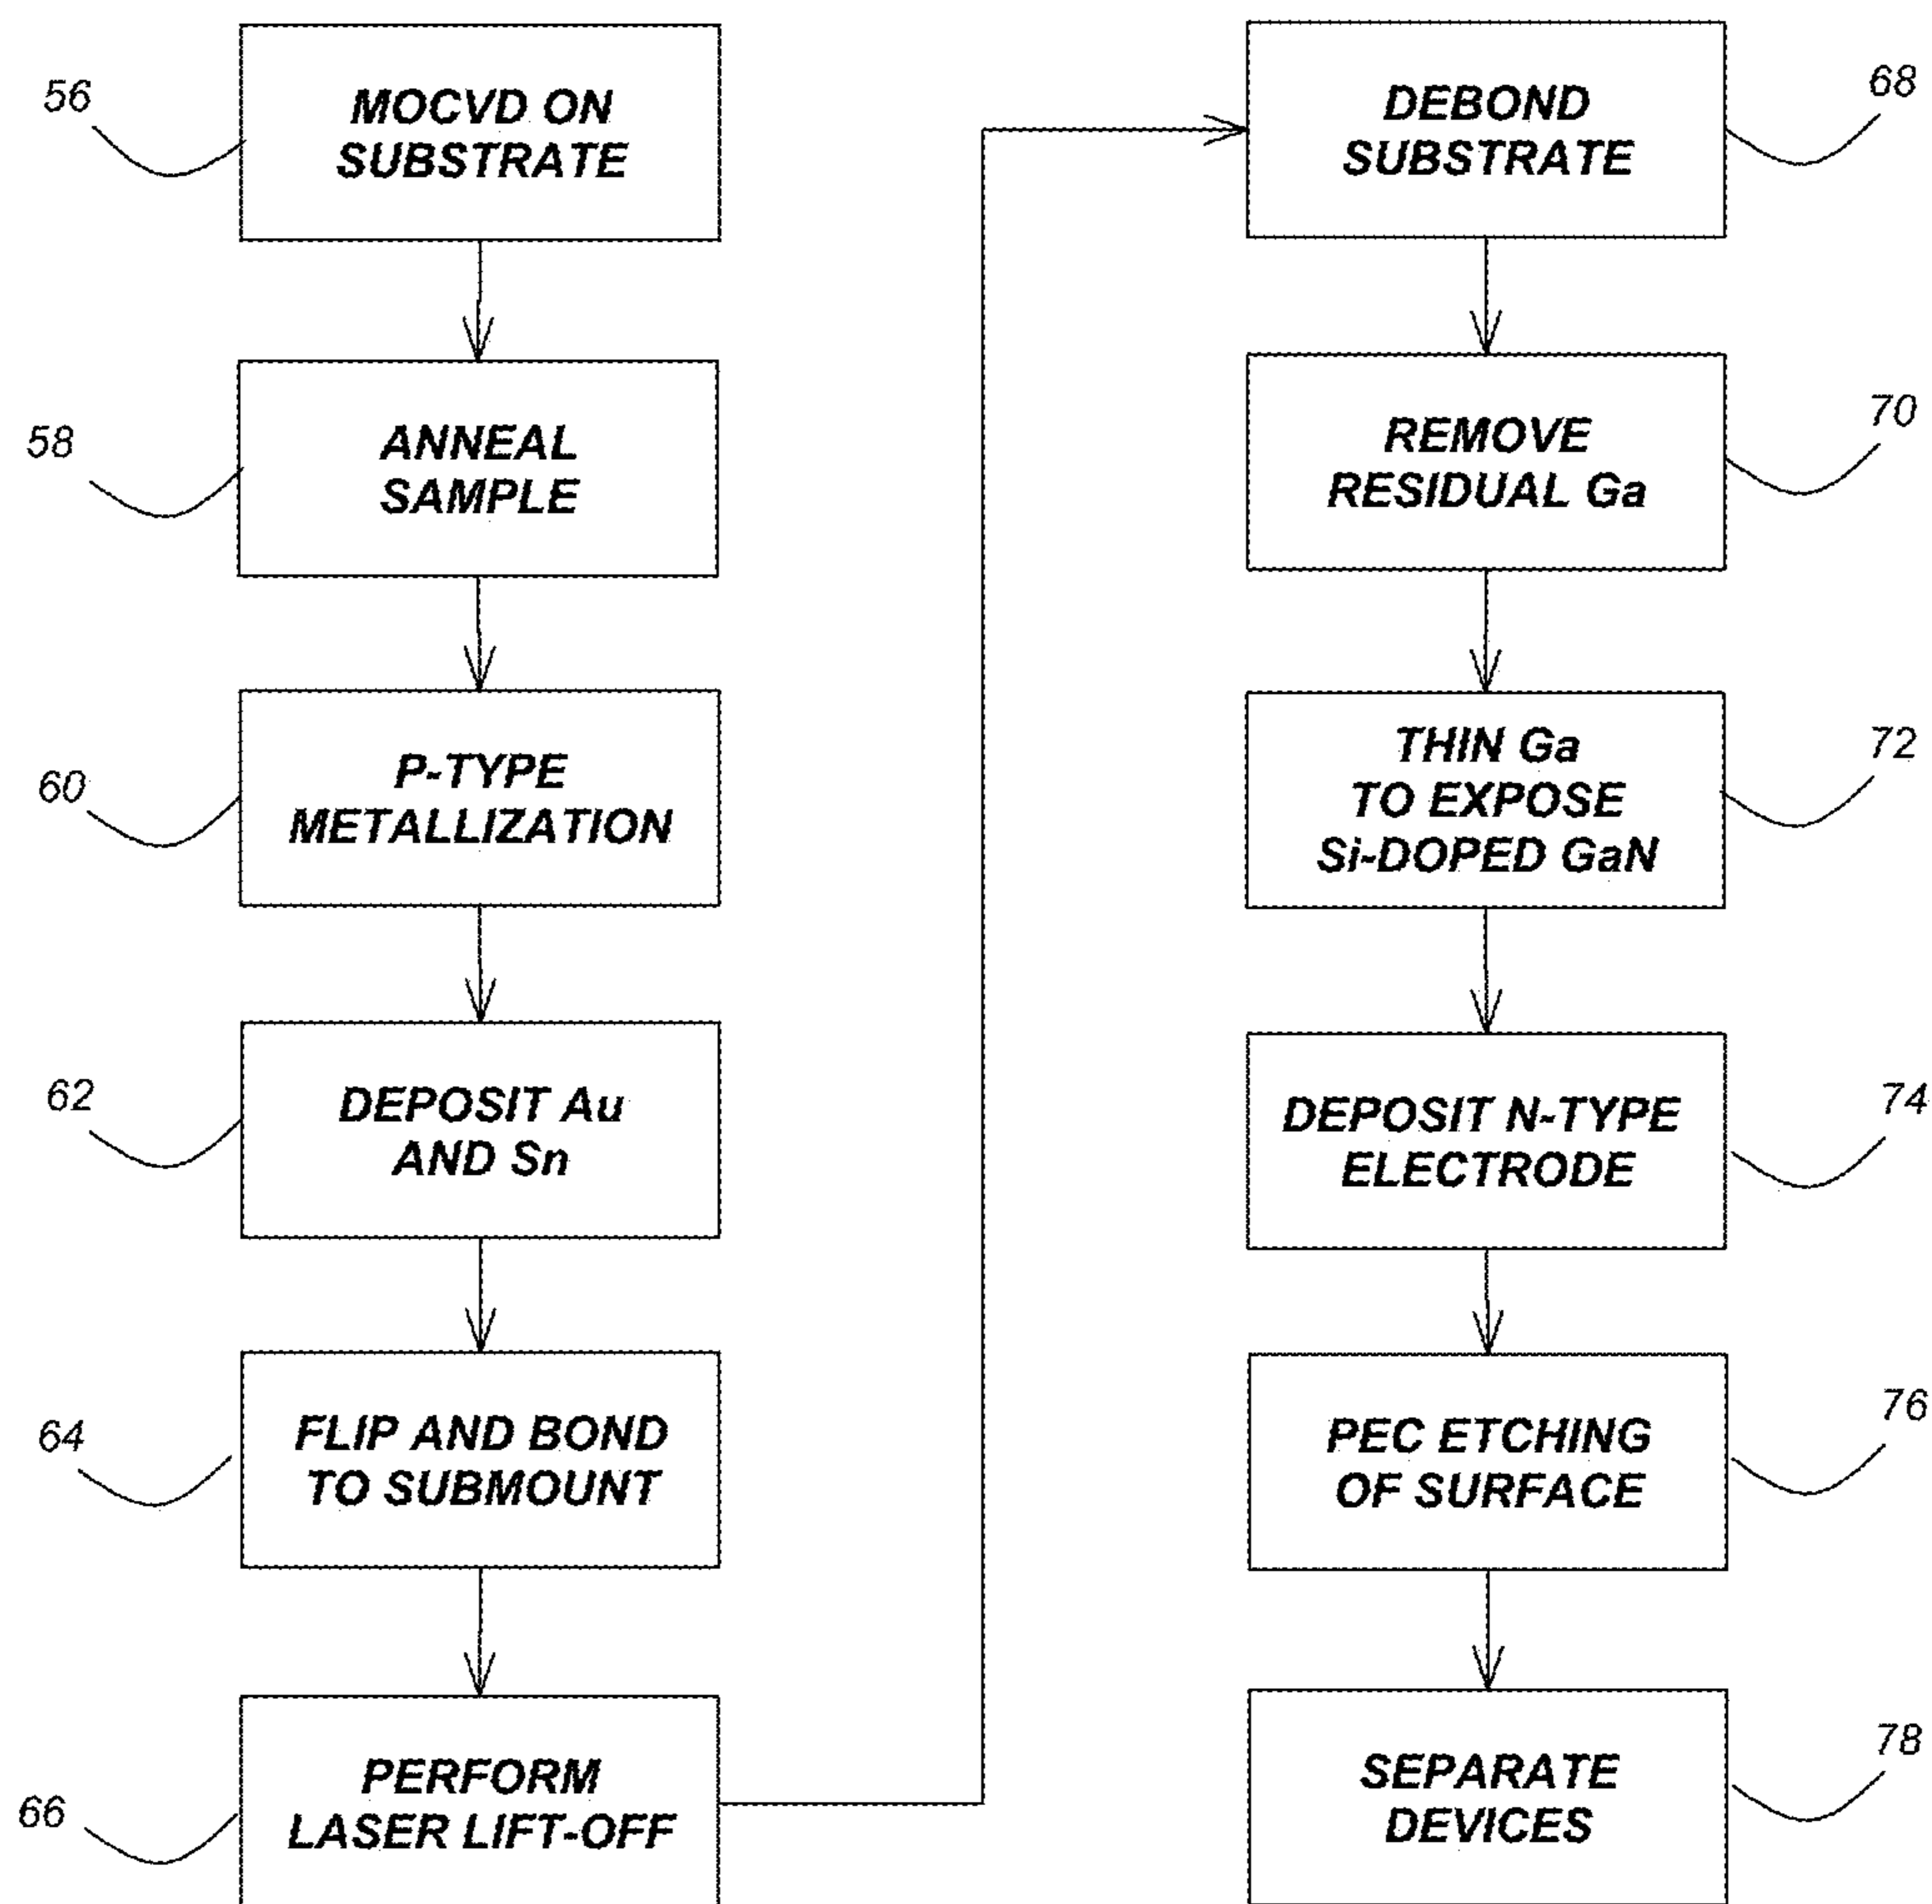 56
MOCVD ON
SUBSTRATE
58
ANNEAL
SAMPLE
60
P-TYPE
METALLIZATION
62
DEPOSIT Au
AND Sn
64
FLIP AND BOND
TO SUBMOUNT
66
PERFORM
LASER LIFT-OFF
68
DEBOND
SUBSTRATE
70
REMOVE
RESIDUAL Ga
72
THIN Ga
TO EXPOSE
Si-DOPED GaN
74
DEPOSIT N-TYPE
ELECTRODE
76
PEC ETCHING
OF SURFACE
78
SEPARATE
DEVICES